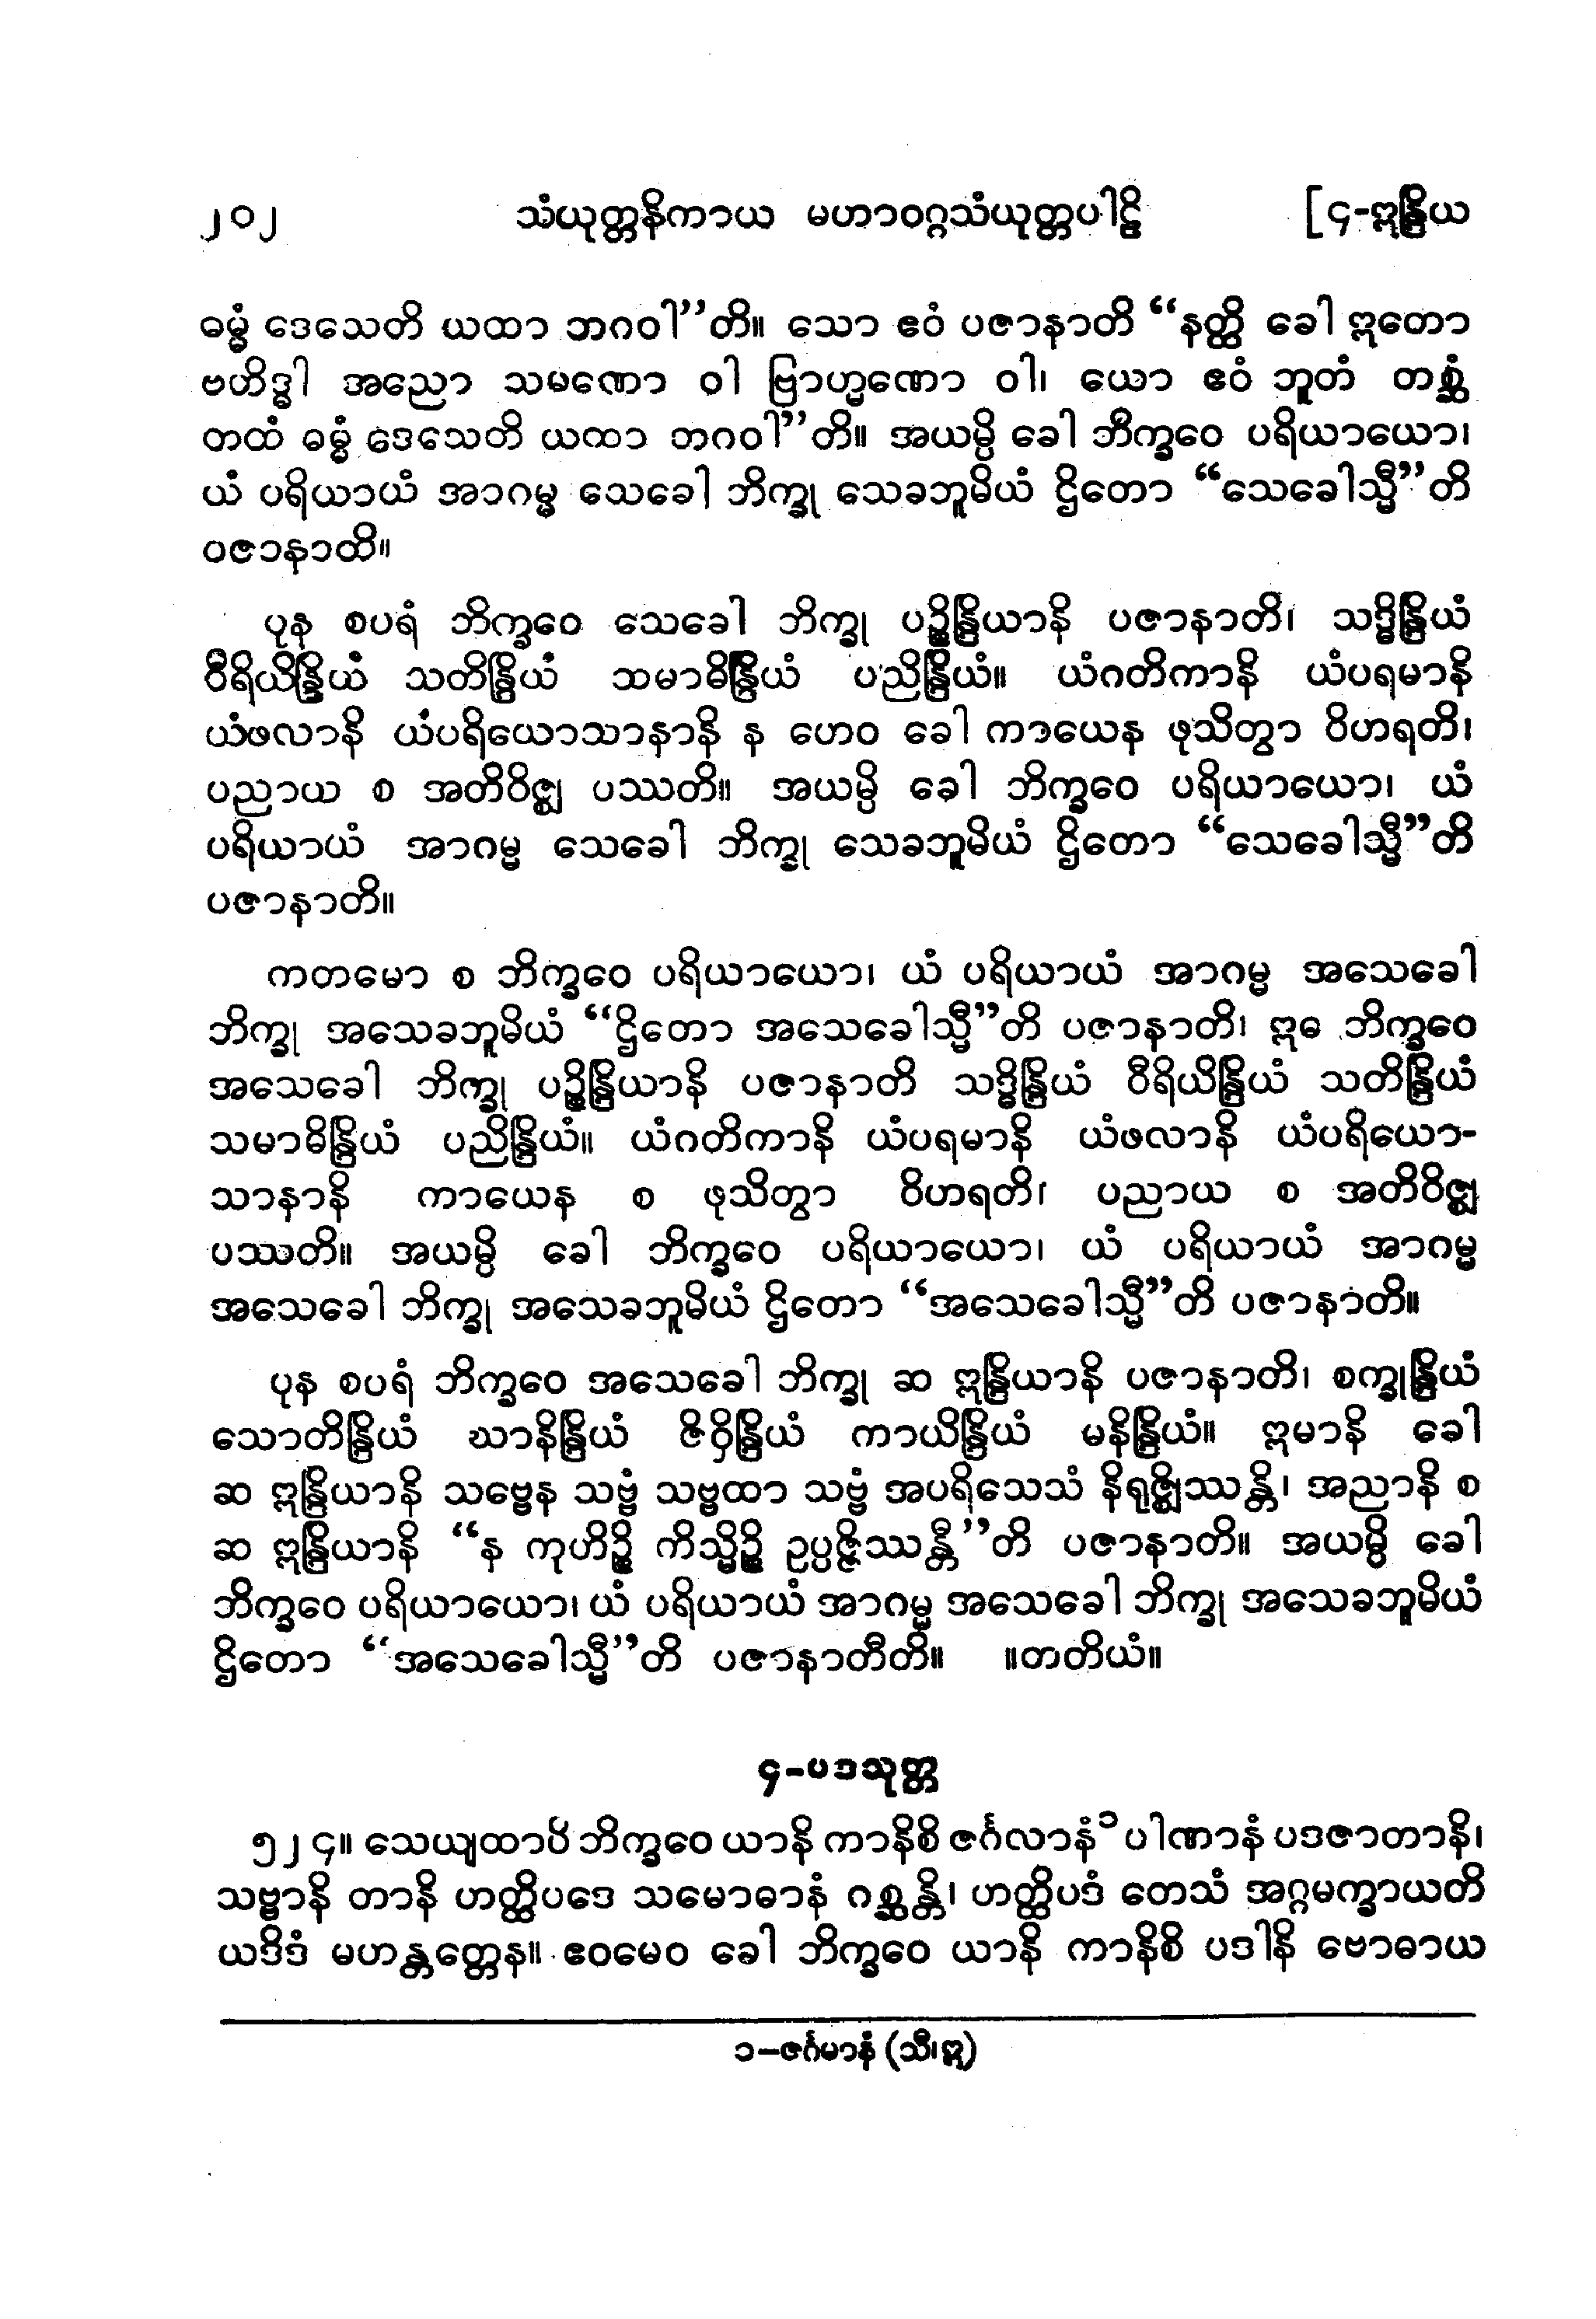 ၂၀၂ သံယုတ္တနိကာယ မဟာဝဂ္ဂသံယုတ္တပါဠိ [၄-ဣန္ဒြိယ
ဓမ္မံ ဒေသေတိ ယထာ ဘဂဝါ”တိ။ သော ဧဝံ ပဇာနာတိ “နတ္ထိ ခေါ ဣတော
ဗဟိဒ္ဓါ အညော သမဏော ဝါ ဗြာဟ္မဏော ဝါ၊ ယော ဧဝံ ဘူတံ တစ္ဆံ
တထံ ဓမ္မံ ဒေသေတိ ယထာ ဘဂဝါ”တိ။ အယမ္ပိ ခေါ ဘိက္ခဝေ ပရိယာယော၊
ယံ ပရိယာယံ အာဂမ္မ သေခေါ ဘိက္ခု သေခဘူမိယံ ဌိတော “သေခေါသ္မီ”တိ
ဝဇာနာထိ။
ပုန စပရံ ဘိက္ခဝေ သေခေါ ဘိက္ခု ပဉ္စိန္ဒြိယာနိ ပဇာနာတိ၊ သဒ္ဓိန္ဒြိယံ
ဝီရိယိန္ဒြိယံ သတိန္ဒြိယံ သမာဓိန္ဒြိယံ ပညိန္ဒြိယံ။ ယံဂတိကာနိ ယံပရမာနိ
ယံဖလာနိ ယံပရိယောသာနာနိ န ဟေဝ ခေါ ကာယေန ဖုသိတွာ ဝိဟရတိ၊
ပညာယ စ အတိဝိဇ္ဈ ပဿတိ။ အယမ္ပိ ခေါ ဘိက္ခဝေ ပရိယာယော၊ ယံ
ပရိယာယံ အာဂမ္မ သေခေါ ဘိက္ခု သေခဘူမိယံ ဌိတော “သေခေါသ္မီ”တိ
ပဇာနာတိ။
ကတမော စ ဘိက္ခဝေ ပရိယာယော၊ ယံ ပရိယာယံ အာဂမ္မ အသေခေါ
ဘိက္ခု အသေခဘူမိယံ “ဌိတော အသေခေါသ္မီ”တိ ပဇာနာတိ၊ ဣဓ ဘိက္ခဝေ
အသေခေါ ဘိက္ခု ပဉ္စိန္ဒြိယာနိ ပဇာနာတိ သဒ္ဓိန္ဒြိယံ ဝီရိယိန္ဒြိယံ သတိန္ဒြိယံ
သမာဓိန္ဒြိယံ ပညိန္ဒြိယံ။ ယံဂတိကာနိ ယံပရမာနိ ယံဖလာနိ ယံပရိယော-
သာနာနိ ကာယေန စ ဖုသိတွာ ဝိဟရတိ၊ ပညာယ စ အတိဝိဇ္ဈ
ပဿတိ။ အယမ္ပိ ခေါ ဘိက္ခဝေ ပရိယာယော၊ ယံ ပရိယာယံ အာဂမ္မ
အသေခေါ ဘိက္ခု အသေခဘူမိယံ ဌိတော “အသေခေါသ္မီ”တိ ပဇာနာတိ။
ပုန စပရံ ဘိက္ခဝေ အသေခေါ ဘိက္ခု ဆ ဣန္ဒြိယာနိ ပဇာနာတိ၊ စက္ခုန္ဒြိယံ
သောတိန္ဒြိယံ ဃာနိန္ဒြိယံ ဇိဝှိန္ဒြိယံ ကာယိန္ဒြိယံ မနိန္ဒြိယံ။ ဣမာနိ ခေါ
ဆ ဣန္ဒြိယာနိ သဗ္ဗေန သဗ္ဗံ သဗ္ဗထာ သဗ္ဗံ အပရိသေသံ နိရုဇ္ဈိဿန္တိ၊ အညာနိ စ
ဆ ဣန္ဒြိယာနိ “န ကုဟိဉ္စိ ကိသ္မိဉ္စိ ဥပ္ပဇ္ဇိဿန္တီ”တိ ပဇာနာတိ။ အယမ္ပိ ခေါ
ဘိက္ခဝေ ပရိယာယော၊ ယံ ပရိယာယံ အာဂမ္မ အသေခေါ ဘိက္ခု အသေခဘူမိယံ
ဌိတော “အသေခေါသ္မီ”တိ ပဇာနာတီတိ။ ။တတိယံ။
၄-ပဒသုတ္တ
၅၂၄။ သေယျထာပိ ဘိက္ခဝေ ယာနိ ကာနိစိ ဇင်္ဂလာနံ၁ ပါဏာနံ ပဒဇာတာနိ၊
သဗ္ဗာနိ တာနိ ဟတ္ထိပဒေ သမောဓာနံ ဂစ္ဆန္တိ၊ ဟတ္ထိပဒံ တေသံ အဂ္ဂမက္ခာယတိ
ယဒိဒံ မဟန္တတ္တေန။ ဧဝမေဝ ခေါ ဘိက္ခဝေ ယာနိ ကာနိစိ ပဒါနိ ဗောဓာယ
၁−ဇင်္ဂမာနံ (သီ၊ဣ)